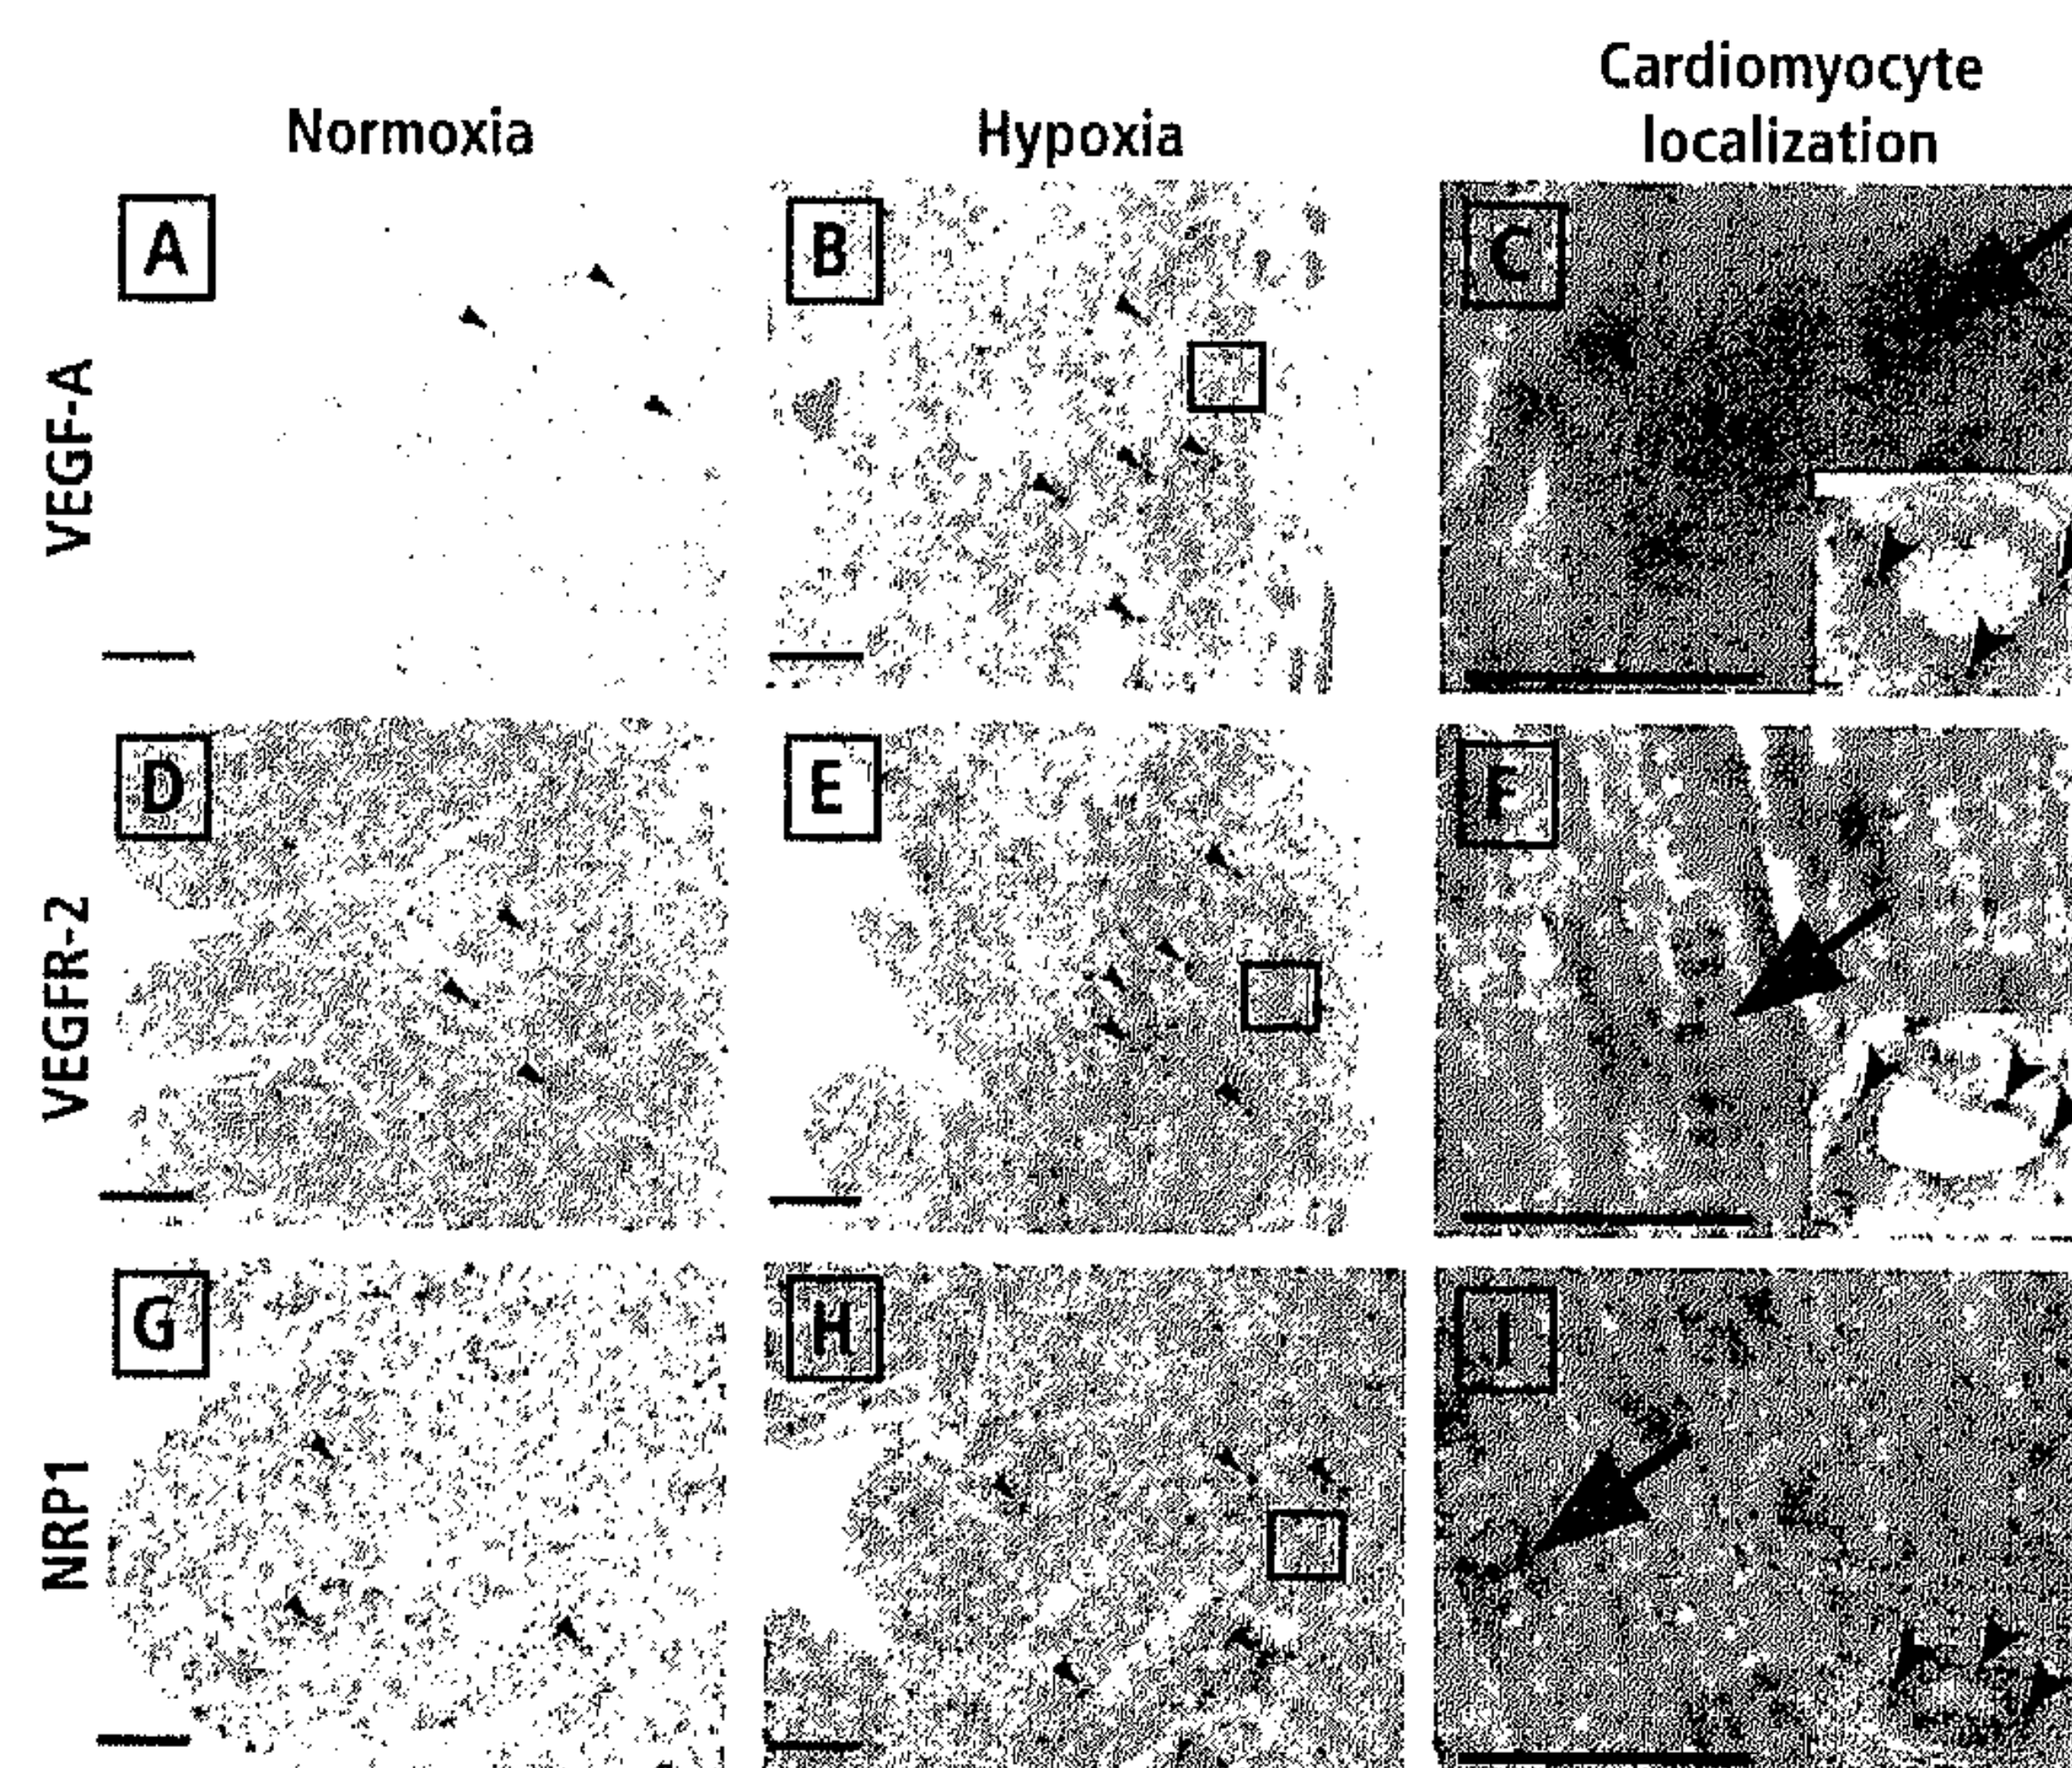 Normoxia
Hypoxia
Cardiomyocyte
localization
VEGF-A
A
B
C
VEGFR-2
D
E
F
NRP1
G
H
I